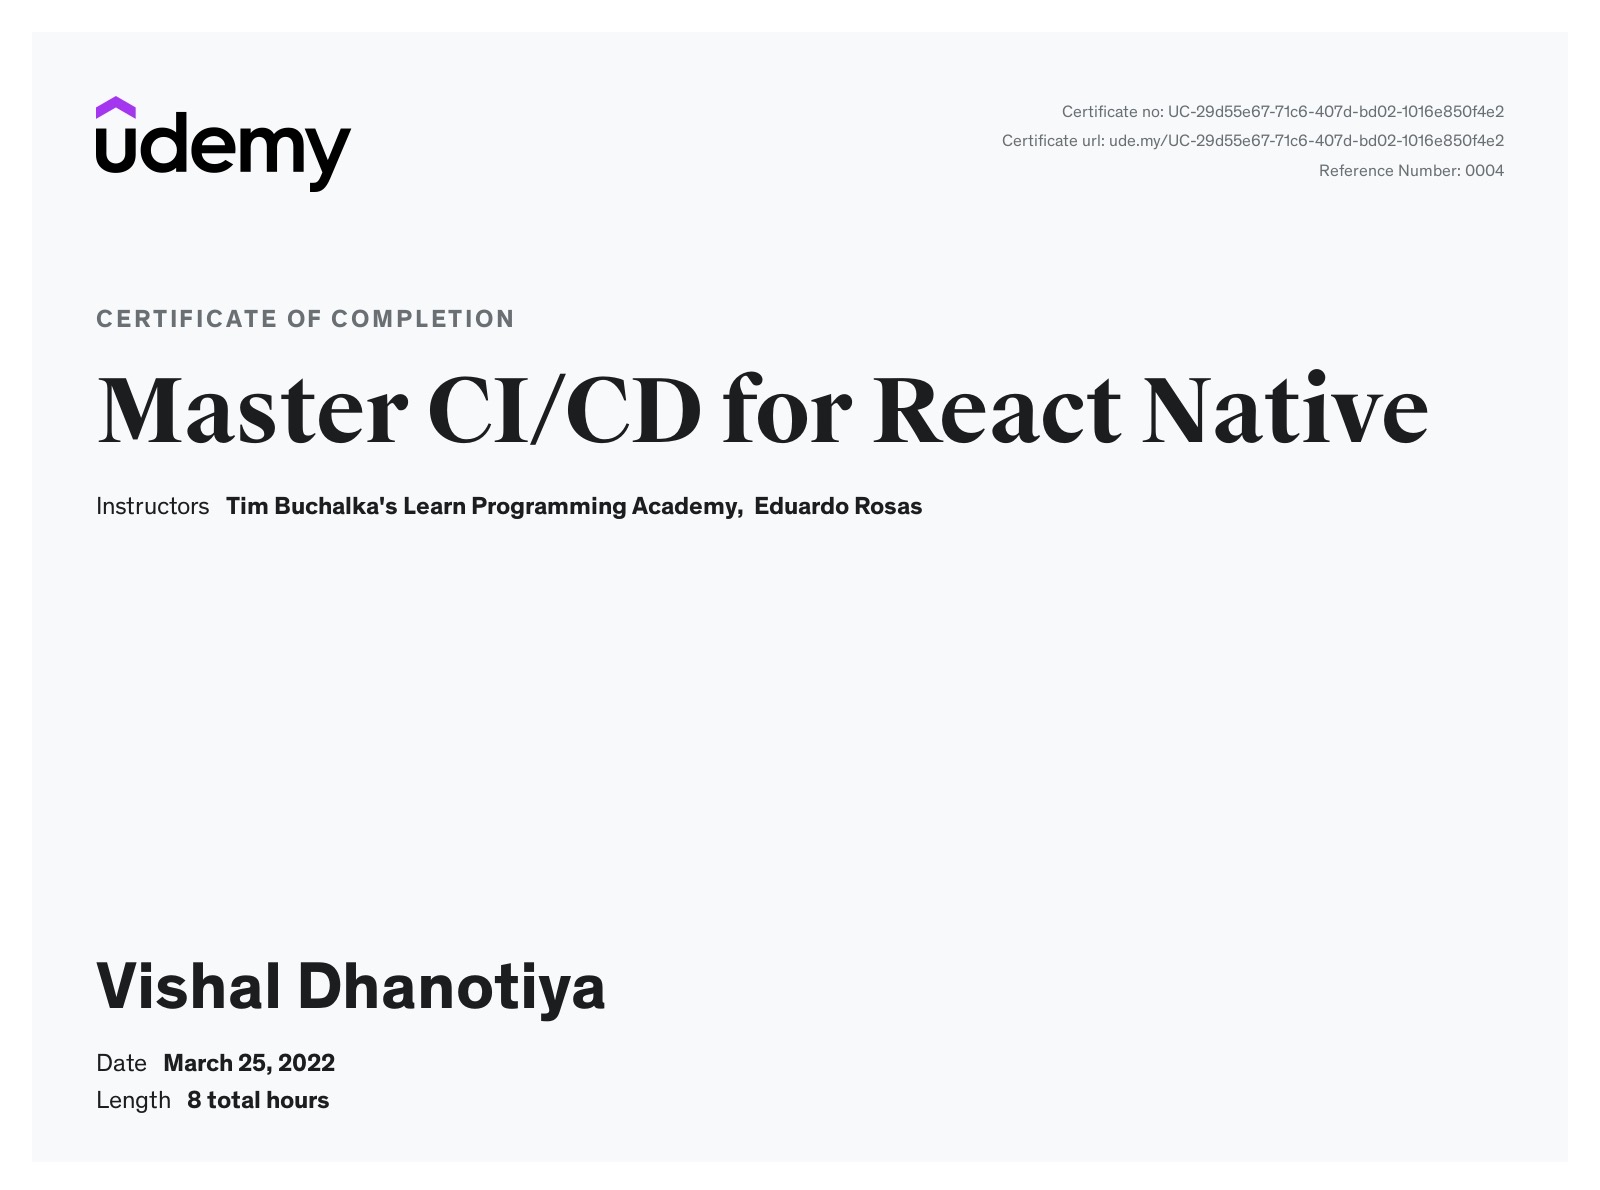 udemy
Certificate no: UC-29d55e67-71c6-407d-bd02-1016e850f4e2
Certificate url: ude.my/UC-29d55e67-71c6-407d-bd02-1016e850f4e2
Reference Number: 0004
CERTIFICATE OF COMPLETION
Master CI/CD for React Native
Instructors Tim Buchalka's Learn Programming Academy, Eduardo Rosas
Vishal Dhanotiya
Date March 25, 2022
Length 8 total hours